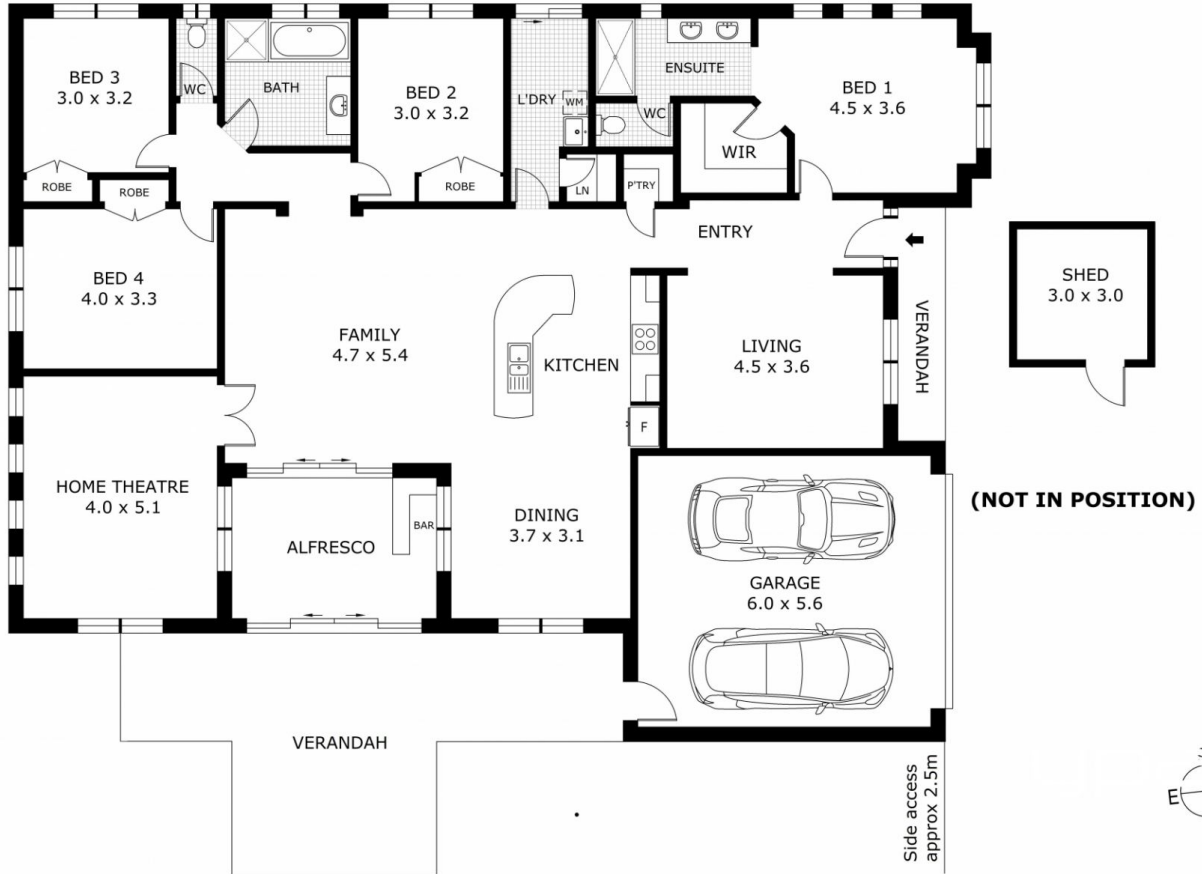 BED 3
3.0 x 3.2
WC
BATH
BED 2
3.0 x 3.2
L'DRY
WM
ENSUITE
WC
BED 1
4.5 x 3.6
WIR
ROBE
ROBE
ROBE
LN
P'TRY
ENTRY
BED 4
4.0 x 3.3
FAMILY
4.7 x 5.4
KITCHEN
LIVING
4.5 x 3.6
VERANDAH
SHED
3.0 x 3.0
F
HOME THEATRE
4.0 x 5.1
ALFRESCO
BAR
DINING
3.7 x 3.1
(NOT IN POSITION)
GARAGE
6.0 x 5.6
VERANDAH
Side access
approx 2.5m
E